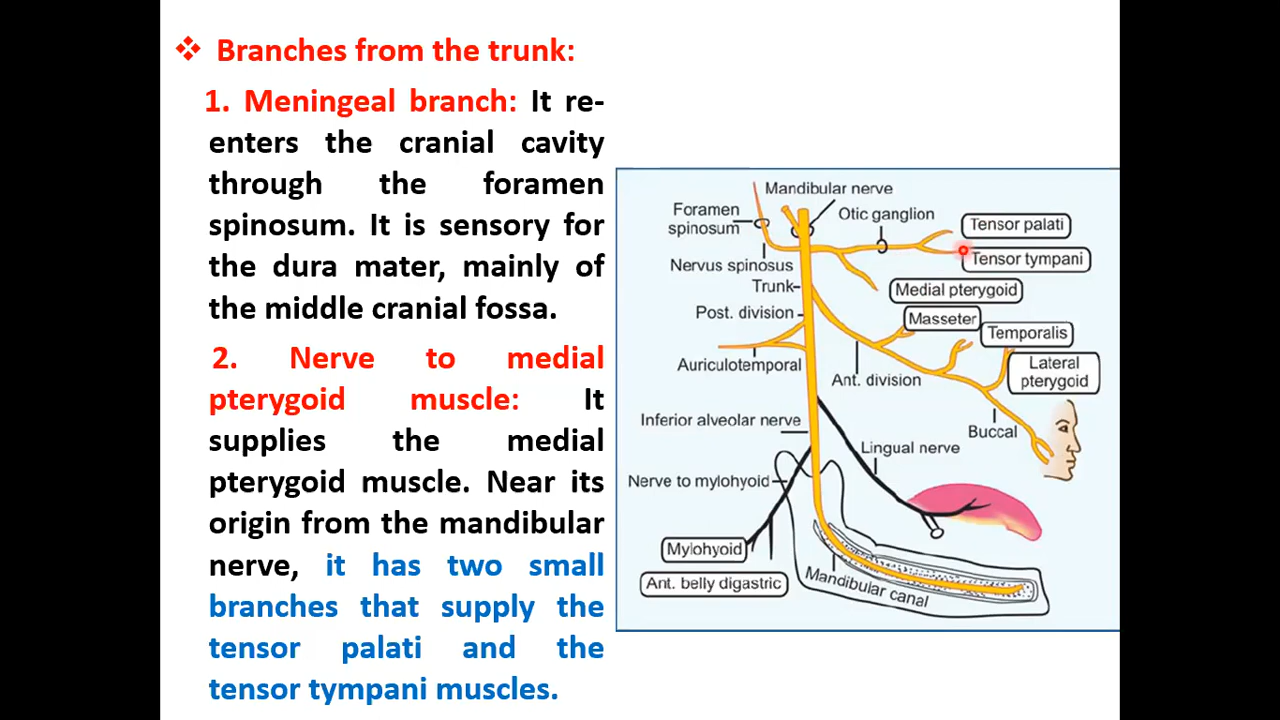 ❖ Branches from the trunk:
1. Meningeal branch: It re-
enters the cranial cavity
through the foramen
spinosum. It is sensory for
the dura mater, mainly of
the middle cranial fossa.
2. Nerve to medial
pterygoid muscle: It
supplies the medial
pterygoid muscle. Near its
origin from the mandibular
nerve, it has two small
branches that supply the
tensor palati and the
tensor tympani muscles.
Mandibular nerve
Foramen
spinosum
Otic ganglion
Tensor palati
Tensor tympani
Nervus spinosus
Trunk
Medial pterygoid
Post. division
Masseter
Temporalis
Auriculotemporal
Ant. division
Lateral
pterygoid
Inferior alveolar nerve
Buccal
Lingual nerve
Nerve to mylohyoid
Mylohyoid
Ant. belly digastric
Mandibular canal